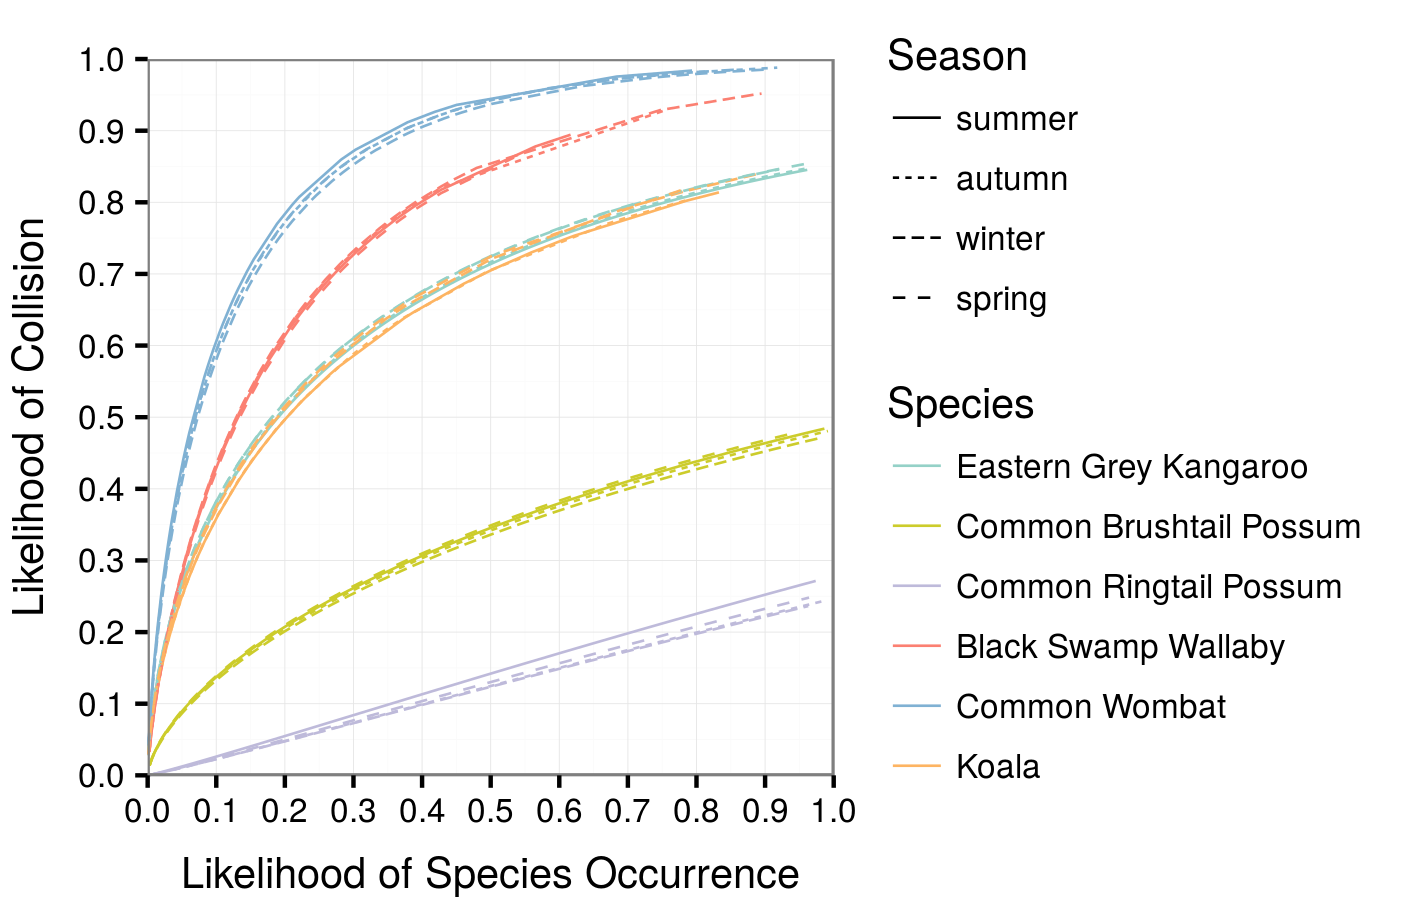 1.0
0.9
0.8
0.7
0.6
0.5
0.4
0.3
0.2
0.1
0.0
Likelihood of Collision
0.0 0.1 0.2 0.3 0.4 0.5 0.6 0.7 0.8 0.9 1.0
Likelihood of Species Occurrence
Season
summer
autumn
winter
spring
Species
Eastern Grey Kangaroo
Common Brushtail Possum
Common Ringtail Possum
Black Swamp Wallaby
Common Wombat
Koala